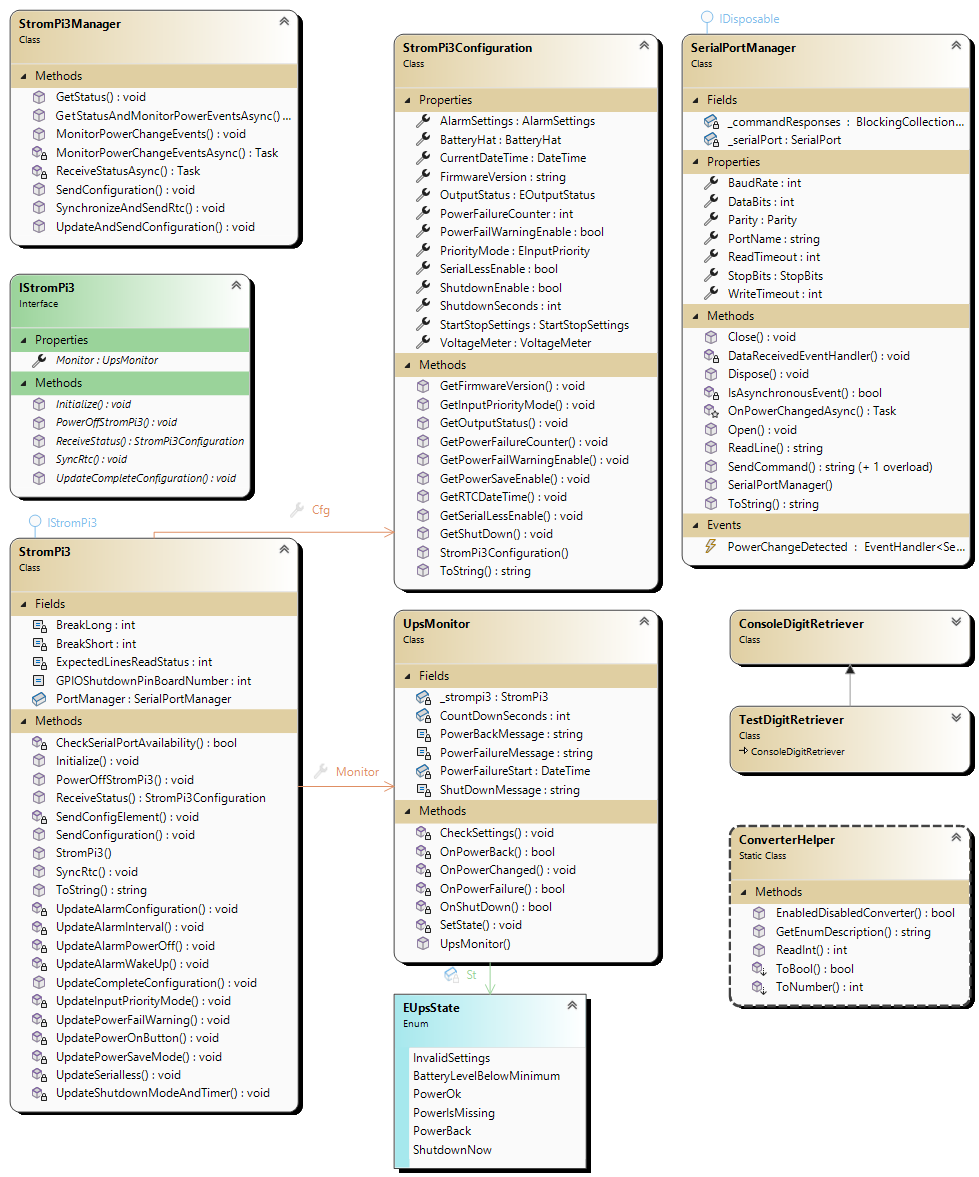 StromPi3Manager
Class
Methods
GetStatus() : void
GetStatusAndMonitorPowerEventsAsync() ...
MonitorPowerChangeEvents() : void
MonitorPowerChangeEventsAsync() : Task
ReceiveStatusAsync() : Task
SendConfiguration() : void
SynchronizeAndSendRtc() : void
UpdateAndSendConfiguration() : void
IStromPi3
Interface
Properties
Monitor : UpsMonitor
Methods
Initialize() : void
PowerOffStromPi3() : void
ReceiveStatus() : StromPi3Configuration
SyncRtc() : void
UpdateCompleteConfiguration() : void
IStromPi3
StromPi3
Class
Fields
BreakLong : int
BreakShort : int
ExpectedLinesReadStatus : int
GPIOShutdownPinBoardNumber : int
PortManager : SerialPortManager
Methods
CheckSerialPortAvailability() : bool
Initialize() : void
PowerOffStromPi3() : void
ReceiveStatus() : StromPi3Configuration
SendConfigElement() : void
SendConfiguration() : void
StromPi3()
SyncRtc() : void
ToString() : string
UpdateAlarmConfiguration() : void
UpdateAlarmInterval() : void
UpdateAlarmPowerOff() : void
UpdateAlarmWakeUp() : void
UpdateCompleteConfiguration() : void
UpdateInputPriorityMode() : void
UpdatePowerFailWarning() : void
UpdatePowerOnButton() : void
UpdatePowerSaveMode() : void
UpdateSerialless() : void
UpdateShutdownModeAndTimer() : void
Cfg
Monitor
StromPi3Configuration
Class
Properties
AlarmSettings : AlarmSettings
BatteryHat : BatteryHat
CurrentDateTime : DateTime
FirmwareVersion : string
OutputStatus : EOutputStatus
PowerFailureCounter : int
PowerFailWarningEnable : bool
PriorityMode : EInputPriority
SerialLessEnable : bool
ShutdownEnable : bool
ShutdownSeconds : int
StartStopSettings : StartStopSettings
VoltageMeter : VoltageMeter
Methods
GetFirmwareVersion() : void
GetInputPriorityMode() : void
GetOutputStatus() : void
GetPowerFailureCounter() : void
GetPowerFailWarningEnable() : void
GetPowerSaveEnable() : void
GetRTCDateTime() : void
GetSerialLessEnable() : void
GetShutDown() : void
StromPi3Configuration()
ToString() : string
UpsMonitor
Class
Fields
_strompi3 : StromPi3
CountDownSeconds : int
PowerBackMessage : string
PowerFailureMessage : string
PowerFailureStart : DateTime
ShutDownMessage : string
Methods
CheckSettings() : void
OnPowerBack() : bool
OnPowerChanged() : void
OnPowerFailure() : bool
OnShutDown() : bool
SetState() : void
UpsMonitor()
St
EUpsState
Enum
InvalidSettings
BatteryLevelBelowMinimum
PowerOk
PowerIsMissing
PowerBack
ShutdownNow
IDisposable
SerialPortManager
Class
Fields
_commandResponses : BlockingCollection...
_serialPort : SerialPort
Properties
BaudRate : int
DataBits : int
Parity : Parity
PortName : string
ReadTimeout : int
StopBits : StopBits
WriteTimeout : int
Methods
Close() : void
DataReceivedEventHandler() : void
Dispose() : void
IsAsynchronousEvent() : bool
OnPowerChangedAsync() : Task
Open() : void
ReadLine() : string
SendCommand() : string (+ 1 overload)
SerialPortManager()
ToString() : string
Events
PowerChangeDetected : EventHandler<Se...
ConsoleDigitRetriever
Class
TestDigitRetriever
Class
ConsoleDigitRetriever
ConverterHelper
Static Class
Methods
EnabledDisabledConverter() : bool
GetEnumDescription() : string
ReadInt() : int
ToBool() : bool
ToNumber() : int